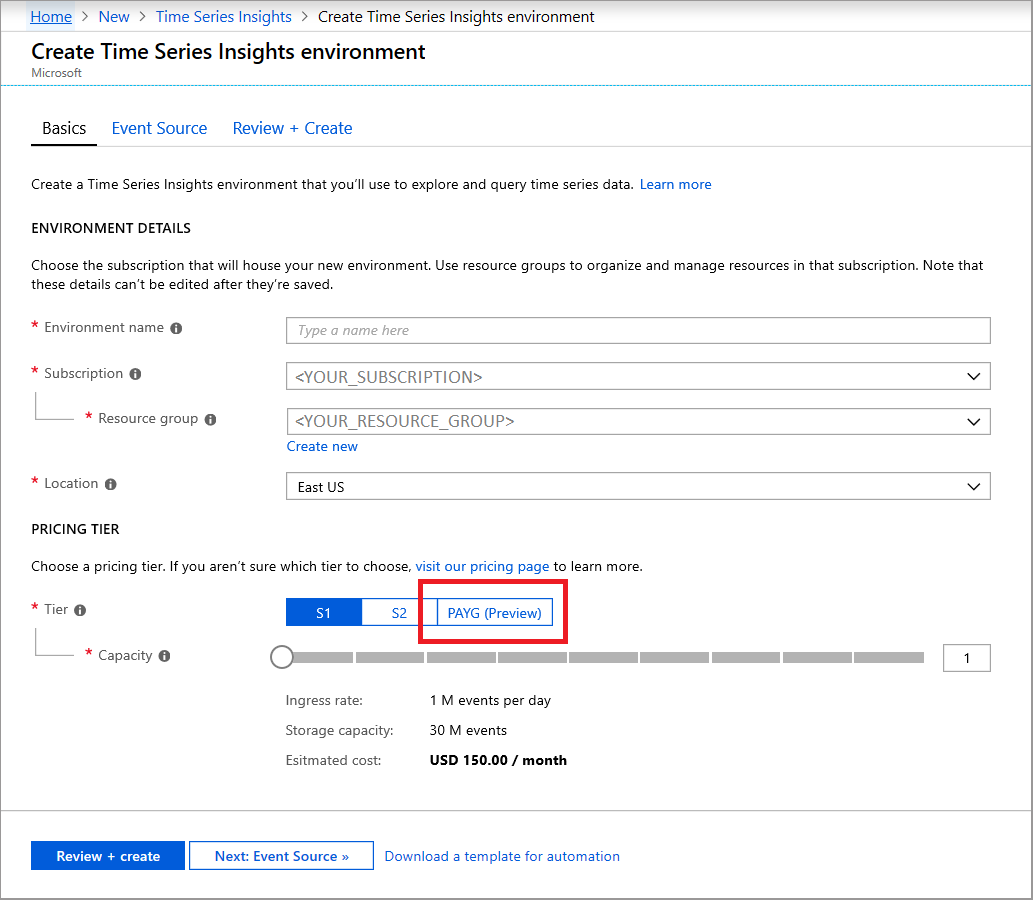 Home > New > Time Series Insights > Create Time Series Insights environment
Create Time Series Insights environment
Microsoft
Basics Event Source Review + Create
Create a Time Series Insights environment that you'll use to explore and query time series data. Learn more
ENVIRONMENT DETAILS
Choose the subscription that will house your new environment. Use resource groups to organize and manage resources in that subscription. Note that
these details can't be edited after they're saved.
* Environment name Type a name here
* Subscription <YOUR_SUBSCRIPTION>
* Resource group <YOUR_RESOURCE_GROUP>
Create new
* Location East US
PRICING TIER
Choose a pricing tier. If you aren't sure which tier to choose, visit our pricing page to learn more.
* Tier S1 S2 PAYG (Preview)
* Capacity 1
Ingress rate: 1 M events per day
Storage capacity: 30 M events
Esitmated cost: USD 150.00 / month
Review + create Next: Event Source » Download a template for automation